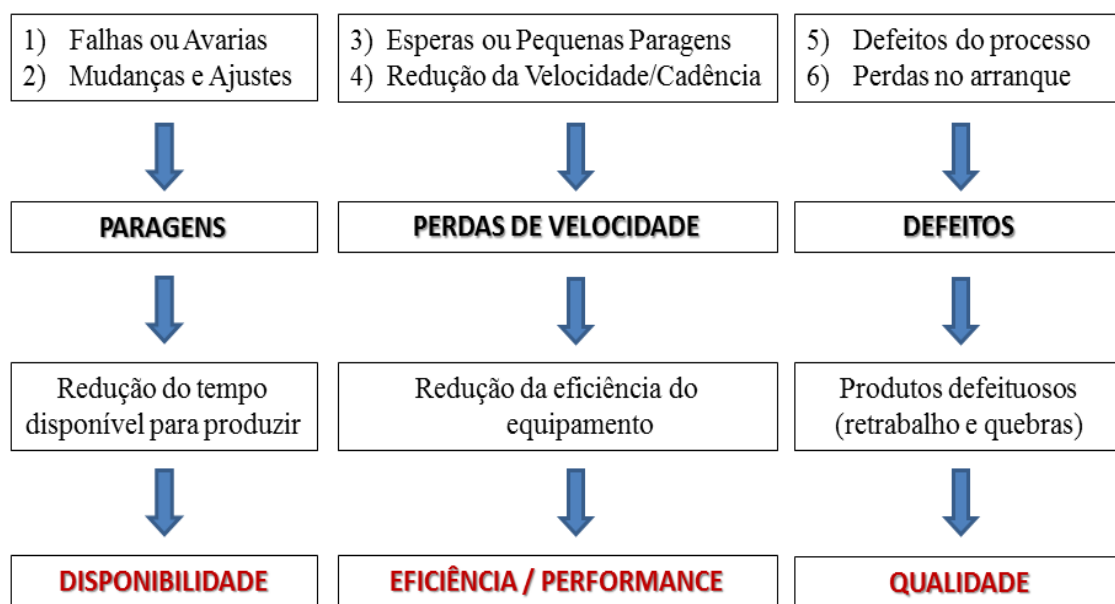 1) Falhas ou Avarias
2) Mudanças e Ajustes
3) Esperas ou Pequenas Paragens
4) Redução da Velocidade/Cadência
5) Defeitos do processo
6) Perdas no arranque
PARAGENS
PERDAS DE VELOCIDADE
DEFEITOS
Redução do tempo
disponível para produzir
Redução da eficiência do
equipamento
Produtos defeituosos
(retrabalho e quebras)
DISPONIBILIDADE
EFICIÊNCIA / PERFORMANCE
QUALIDADE